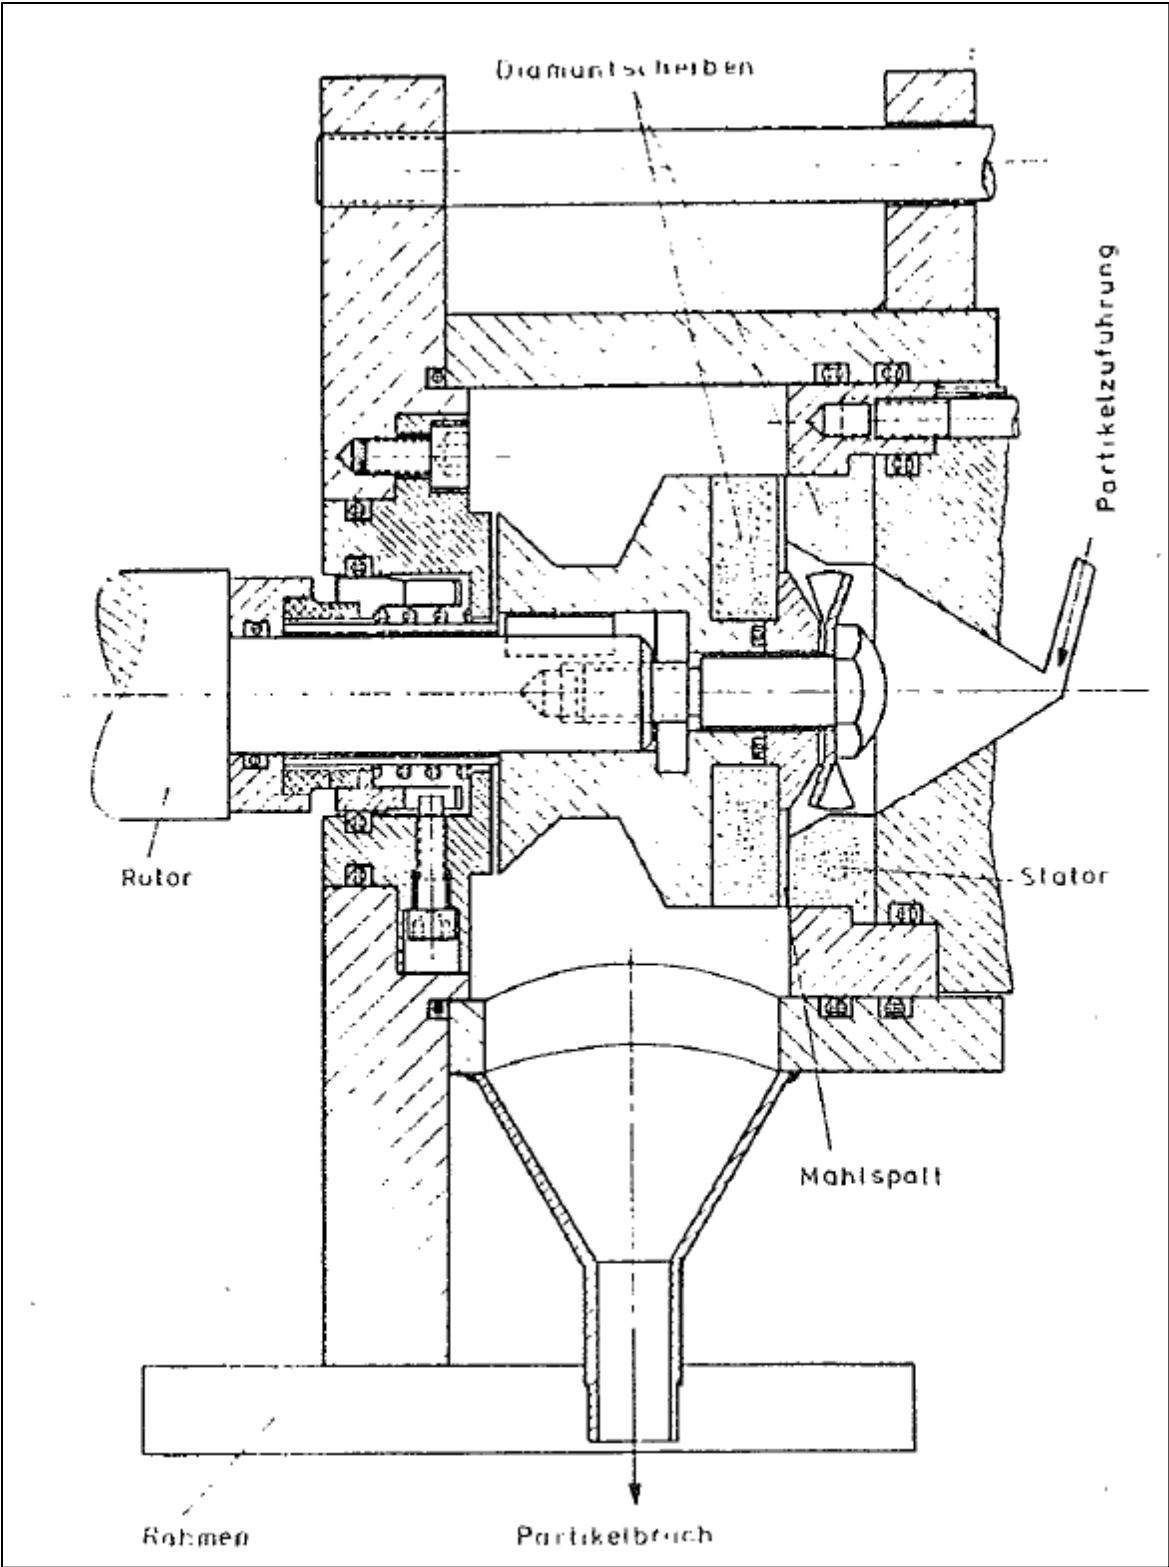 Diamantscheiben
Partikelzuführung
Rotor
Stator
Mahlspalt
Rahmen
Partikelbruch